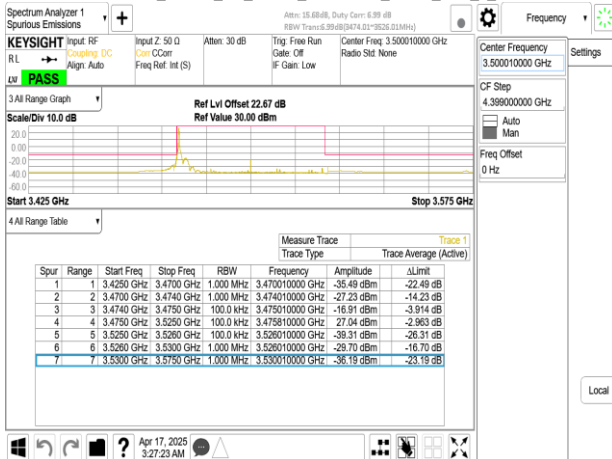 Spectrum Analyzer 1
Spurious Emissions
Attn: 15.68dB, Duty Corr: 6.99 dB
RBW Trans:6.99dB(3474.01~3526.01MHz)
Frequency
KEYSIGHT
RL
PASS
Input: RF
Coupling: DC
Align: Auto
Input Z: 50 Ω
Corr CCorr
Freq Ref: Int (S)
Atten: 30 dB
Trig: Free Run
Gate: Off
IF Gain: Low
Center Freq: 3.500010000 GHz
Radio Std: None
Center Frequency
3.500010000 GHz
Settings
CF Step
4.399000000 GHz
Auto
Man
Freq Offset
0 Hz
3 All Range Graph
Scale/Div 10.0 dB
Ref Lvl Offset 22.67 dB
Ref Value 30.00 dBm
20.0
0.00
-20.0
-40.0
-60.0
Start 3.425 GHz
Stop 3.575 GHz
4 All Range Table
Measure Trace Trace 1
Trace Type Trace Average (Active)
Spur Range Start Freq Stop Freq RBW Frequency Amplitude ΔLimit
1 1 3.4250 GHz 3.4700 GHz 1.000 MHz 3.470010000 GHz -35.49 dBm -22.49 dB
2 2 3.4700 GHz 3.4740 GHz 1.000 MHz 3.474010000 GHz -27.23 dBm -14.23 dB
3 3 3.4740 GHz 3.4750 GHz 100.0 kHz 3.475010000 GHz -16.91 dBm -3.914 dB
4 4 3.4750 GHz 3.5250 GHz 100.0 kHz 3.475810000 GHz 27.04 dBm -2.963 dB
5 5 3.5250 GHz 3.5260 GHz 100.0 kHz 3.526010000 GHz -39.31 dBm -26.31 dB
6 6 3.5260 GHz 3.5300 GHz 1.000 MHz 3.526010000 GHz -29.70 dBm -16.70 dB
7 7 3.5300 GHz 3.5750 GHz 1.000 MHz 3.530010000 GHz -36.19 dBm -23.19 dB
Local
Apr 17, 2025
3:27:23 AM